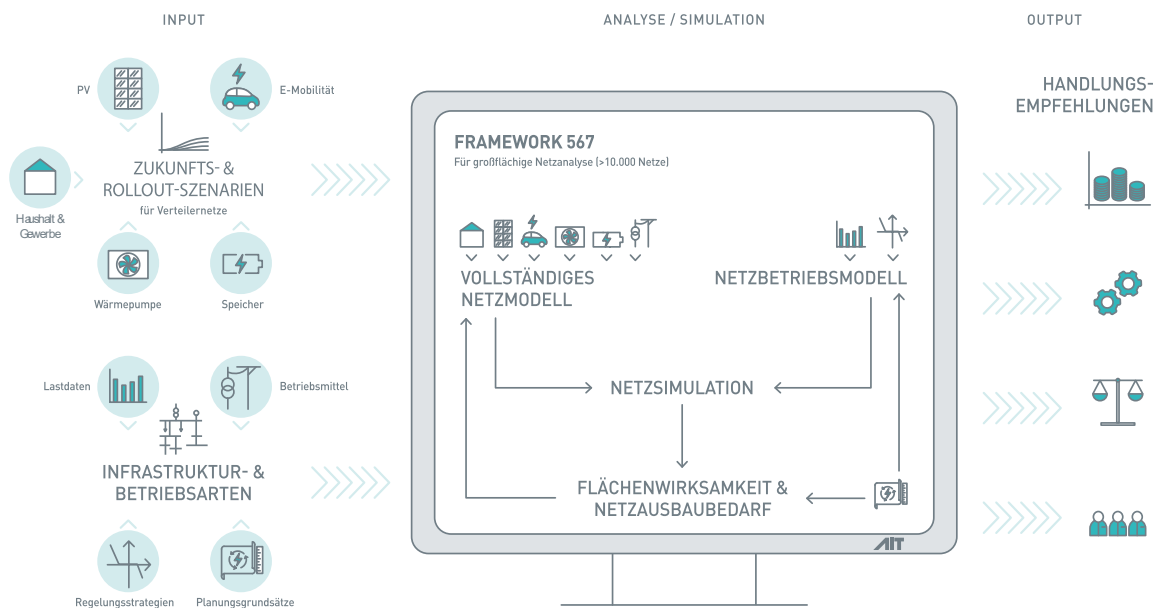 INPUT
PV
E-Mobilität
ZUKUNFTS- &
ROLLOUT-SZENARIEN
für Verteilernetze
Haushalt &
Gewerbe
Wärmepumpe
Speicher
Lastdaten
Betriebsmittel
INFRASTRUKTUR- &
BETRIEBSARTEN
Regelungsstrategien
Planungsgrundsätze
ANALYSE / SIMULATION
FRAMEWORK 567
Für großflächige Netzanalyse (>10.000 Netze)
VOLLSTÄNDIGES
NETZMODELL
NETZBETRIEBSMODELL
NETZSIMULATION
FLÄCHENWIRKSAMKEIT &
NETZAUSBAUBEDARF
AIT
OUTPUT
HANDLUNGS-
EMPFEHLUNGEN